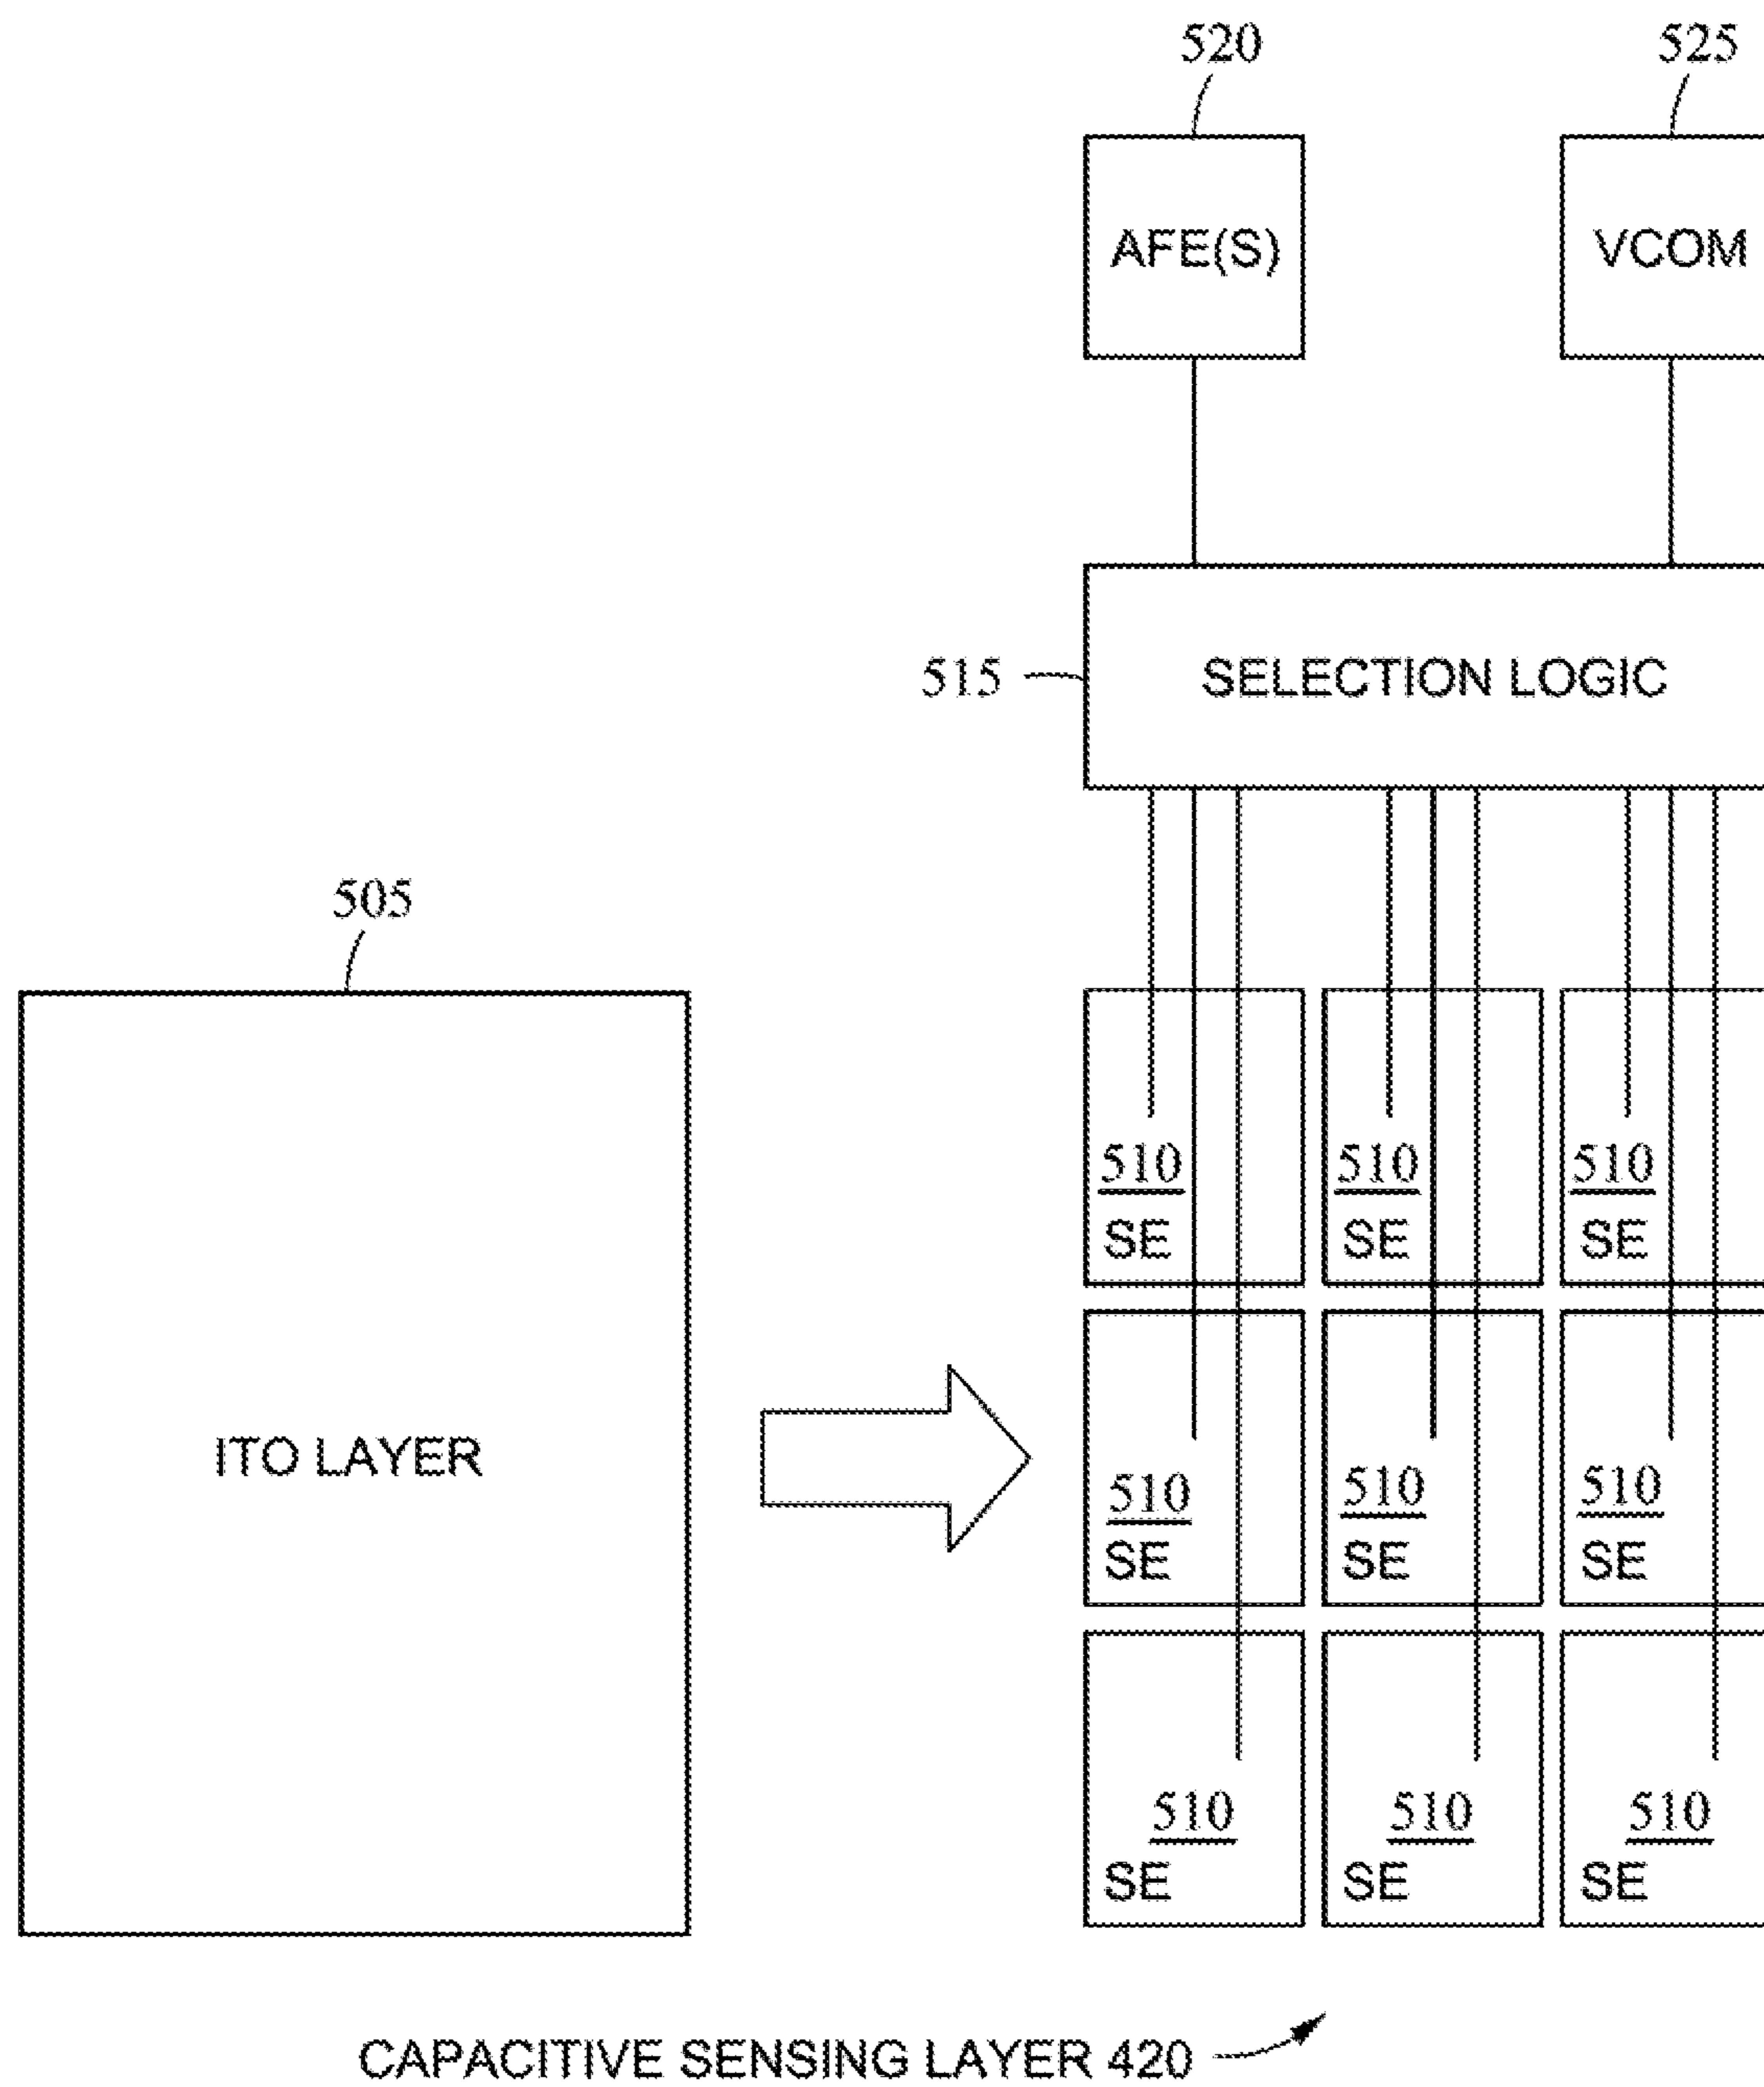 520 525
AFE(S) VCOM
515 SELECTION LOGIC
505
510 510 510
SE SE SE
ITO LAYER
510 510 510
SE SE SE
510 510 510
SE SE SE
CAPACITIVE SENSING LAYER 420